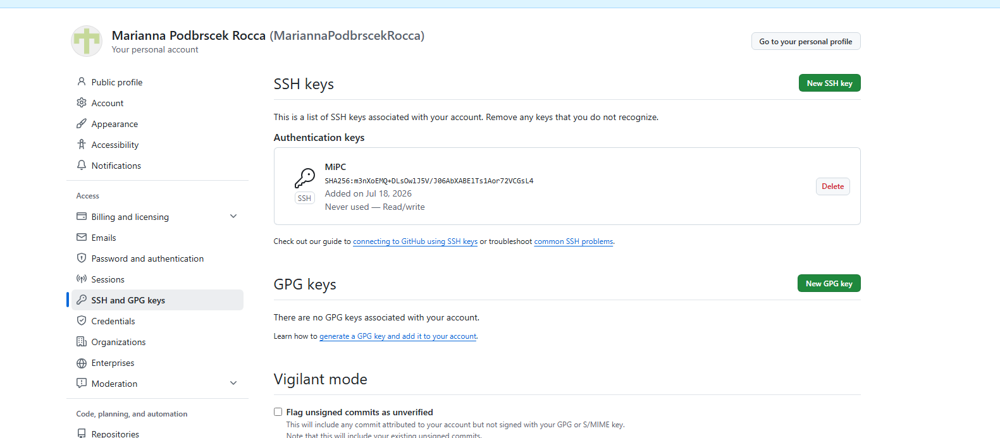 Marianna Podbrscek Rocca (MariannaPodbrscekRocca)
Your personal account
Go to your personal profile
Public profile
Account
Appearance
Accessibility
Notifications
Access
Billing and licensing
Emails
Password and authentication
Sessions
SSH and GPG keys
Credentials
Organizations
Enterprises
Moderation
Code, planning, and automation
Repositories
SSH keys
New SSH key
This is a list of SSH keys associated with your account. Remove any keys that you do not recognize.
Authentication keys
MiPC
SHA256:m3nXoEMQ+DLsOwlJ5V/J06AbXABElTs1Aor72VCGsL4
Added on Jul 18, 2026
Never used — Read/write
SSH
Delete
Check out our guide to connecting to GitHub using SSH keys or troubleshoot common SSH problems.
GPG keys
New GPG key
There are no GPG keys associated with your account.
Learn how to generate a GPG key and add it to your account.
Vigilant mode
Flag unsigned commits as unverified
This will include any commit attributed to your account but not signed with your GPG or S/MIME key.
Note that this will include your existing unsigned commits.